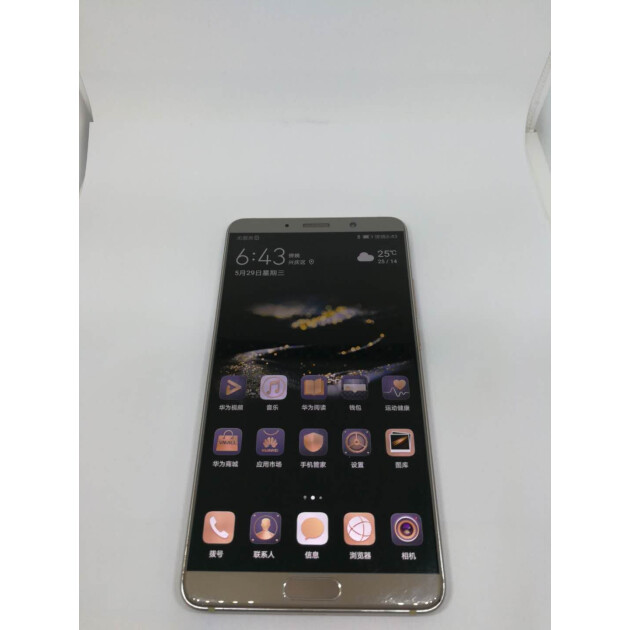 6:43
25℃
25 / 14
5月29日星期三
华为视频 音乐 华为阅读 钱包 运动健康
华为商城 应用市场 手机管家 设置 图库
拨号 联系人 信息 浏览器 相机